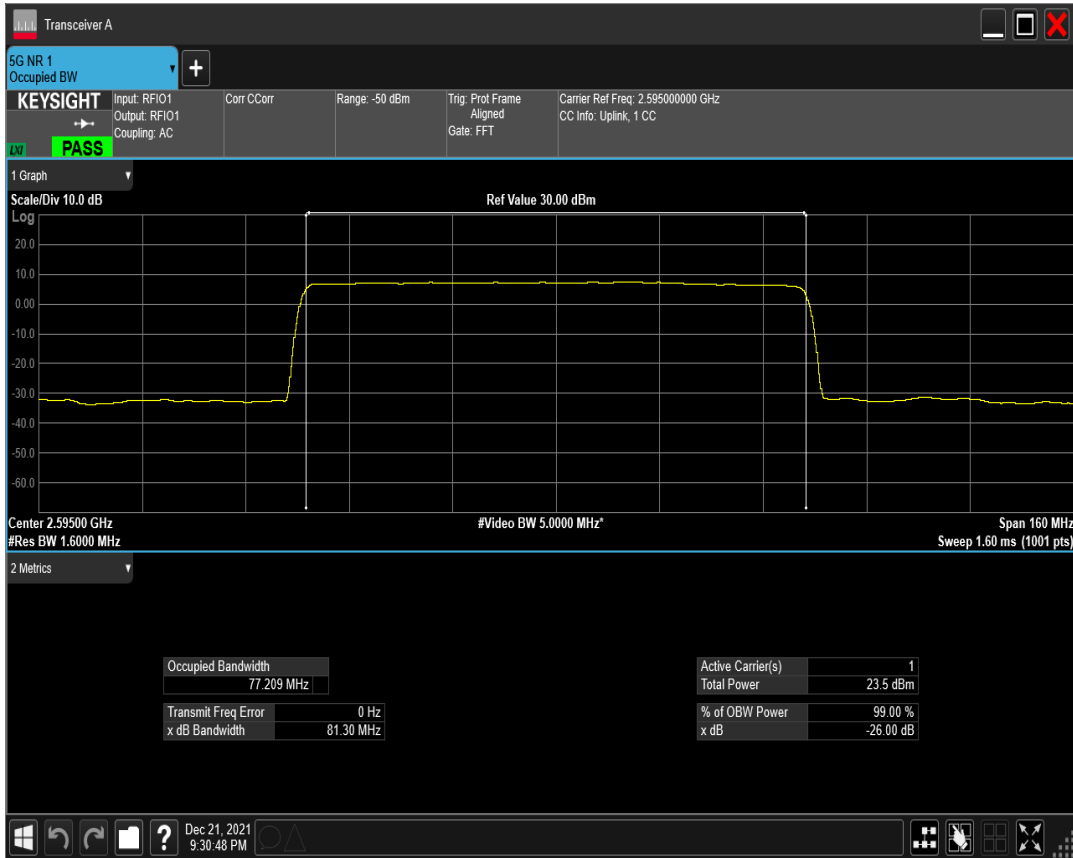 Transceiver A
5G NR 1
Occupied BW
+
KEYSIGHT
LXI
PASS
Input: RFIO1
Output: RFIO1
Coupling: AC
Corr CCorr
Range: -50 dBm
Trig: Prot Frame
Aligned
Gate: FFT
Carrier Ref Freq: 2.595000000 GHz
CC Info: Uplink, 1 CC
1 Graph
Scale/Div 10.0 dB
Ref Value 30.00 dBm
Log
20.0
10.0
0.00
-10.0
-20.0
-30.0
-40.0
-50.0
-60.0
Center 2.59500 GHz
#Video BW 5.0000 MHz*
Span 160 MHz
#Res BW 1.6000 MHz
Sweep 1.60 ms (1001 pts)
2 Metrics
Occupied Bandwidth
77.209 MHz
Transmit Freq Error 0 Hz
x dB Bandwidth 81.30 MHz
Active Carrier(s) 1
Total Power 23.5 dBm
% of OBW Power 99.00 %
x dB -26.00 dB
?
Dec 21, 2021
9:30:48 PM